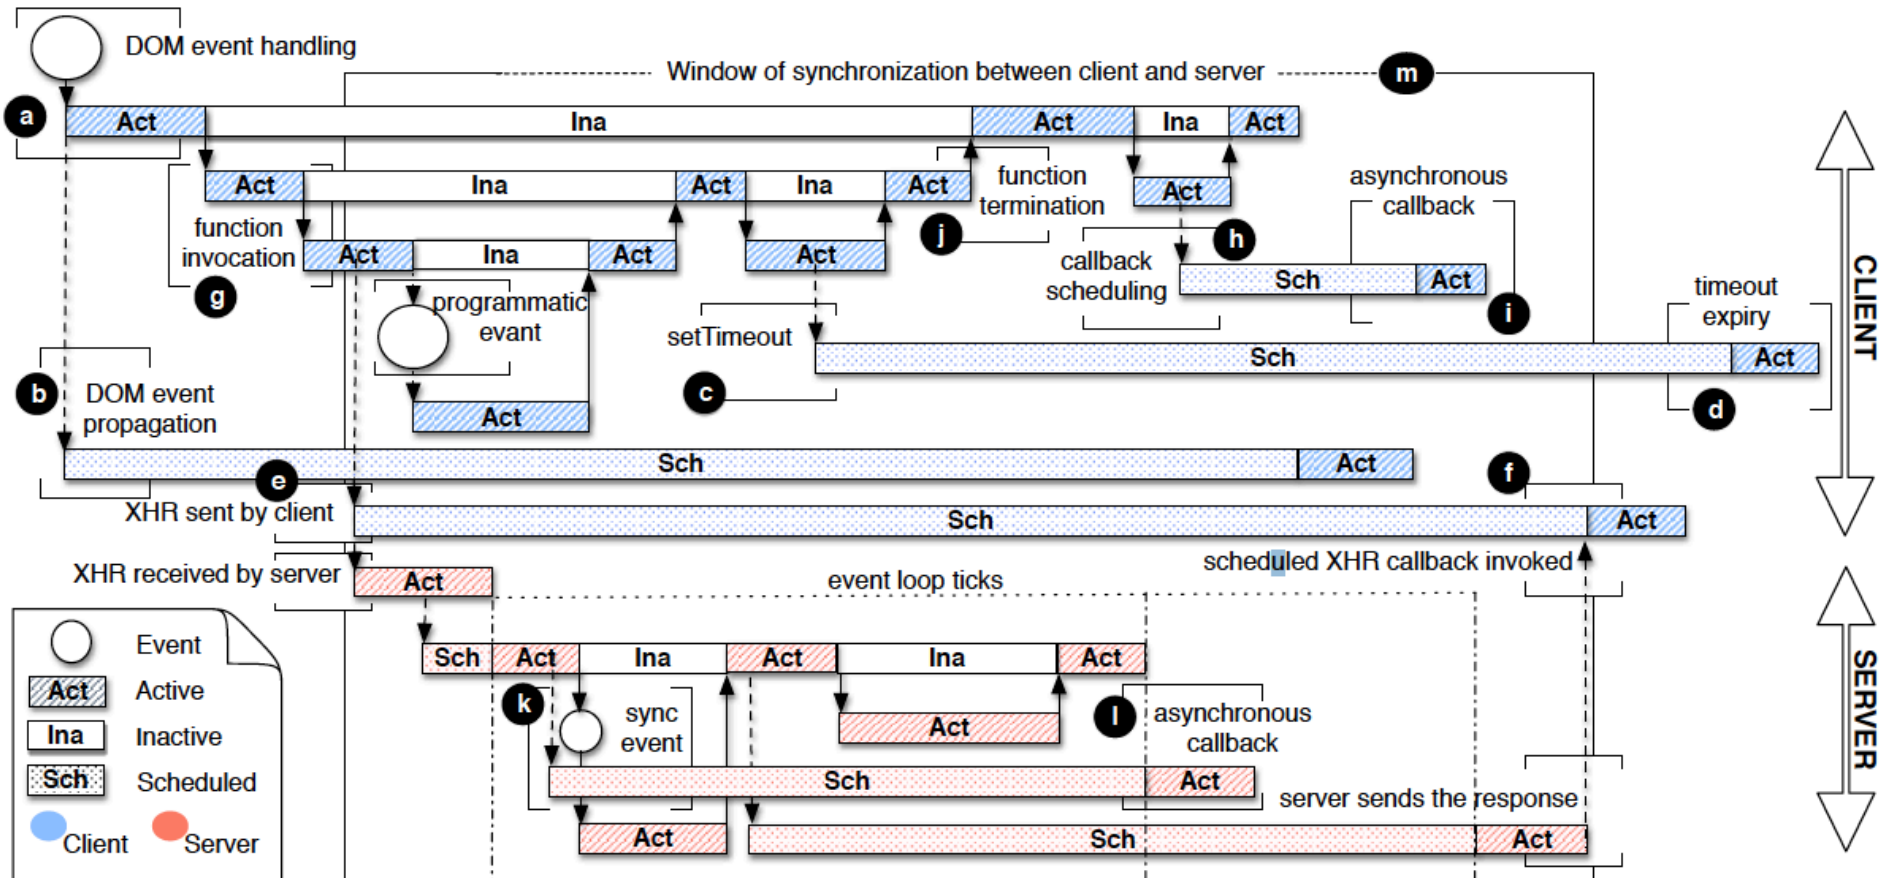 DOM event handling
Window of synchronization between client and server
m
a
Act
Ina
Act
Ina
Act
Act
Ina
Act
Ina
Act
function
termination
Act
asynchronous
callback
function
invocation
g
Act
Ina
Act
Act
j
h
callback
scheduling
Sch
Act
i
CLIENT
programmatic
evant
setTimeout
timeout
expiry
Sch
Act
b
DOM event
propagation
c
d
Act
Sch
Act
e
f
XHR sent by client
Sch
Act
XHR received by server
Act
event loop ticks
scheduled XHR callback invoked
Event
Act
Active
Ina
Inactive
Sch
Scheduled
Client
Server
Sch
Act
Ina
Act
Ina
Act
k
sync
event
Act
l
asynchronous
callback
SERVER
Sch
Act
server sends the response
Act
Sch
Act